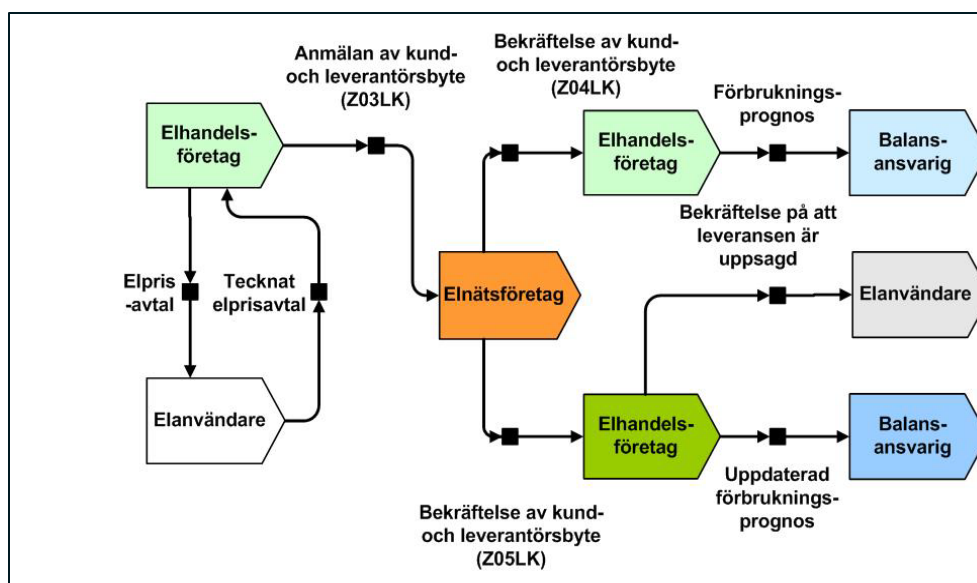 Anmälan av kund-
och leverantörsbyte
(Z03LK)
Bekräftelse av kund-
och leverantörsbyte
(Z04LK)
Förbruknings-
prognos
Elhandels-
företag
Elhandels-
företag
Balans-
ansvarig
Bekräftelse på att
leveransen är
uppsagd
Elpris
-avtal
Tecknat
elprisavtal
Elnätsföretag
Elanvändare
Elanvändare
Elhandels-
företag
Balans-
ansvarig
Uppdaterad
förbruknings-
prognos
Bekräftelse av kund-
och leverantörsbyte
(Z05LK)